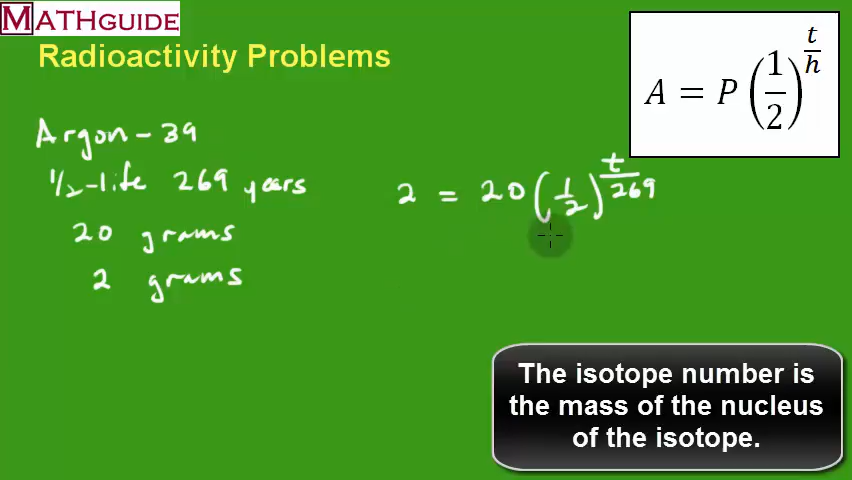 MATHGUIDE
Radioactivity Problems
A = P (1/2)^(t/h)
Argon - 39
1/2-life 269 years
20 grams
2 grams
2 = 20 (1/2)^(t/269)
The isotope number is
the mass of the nucleus
of the isotope.